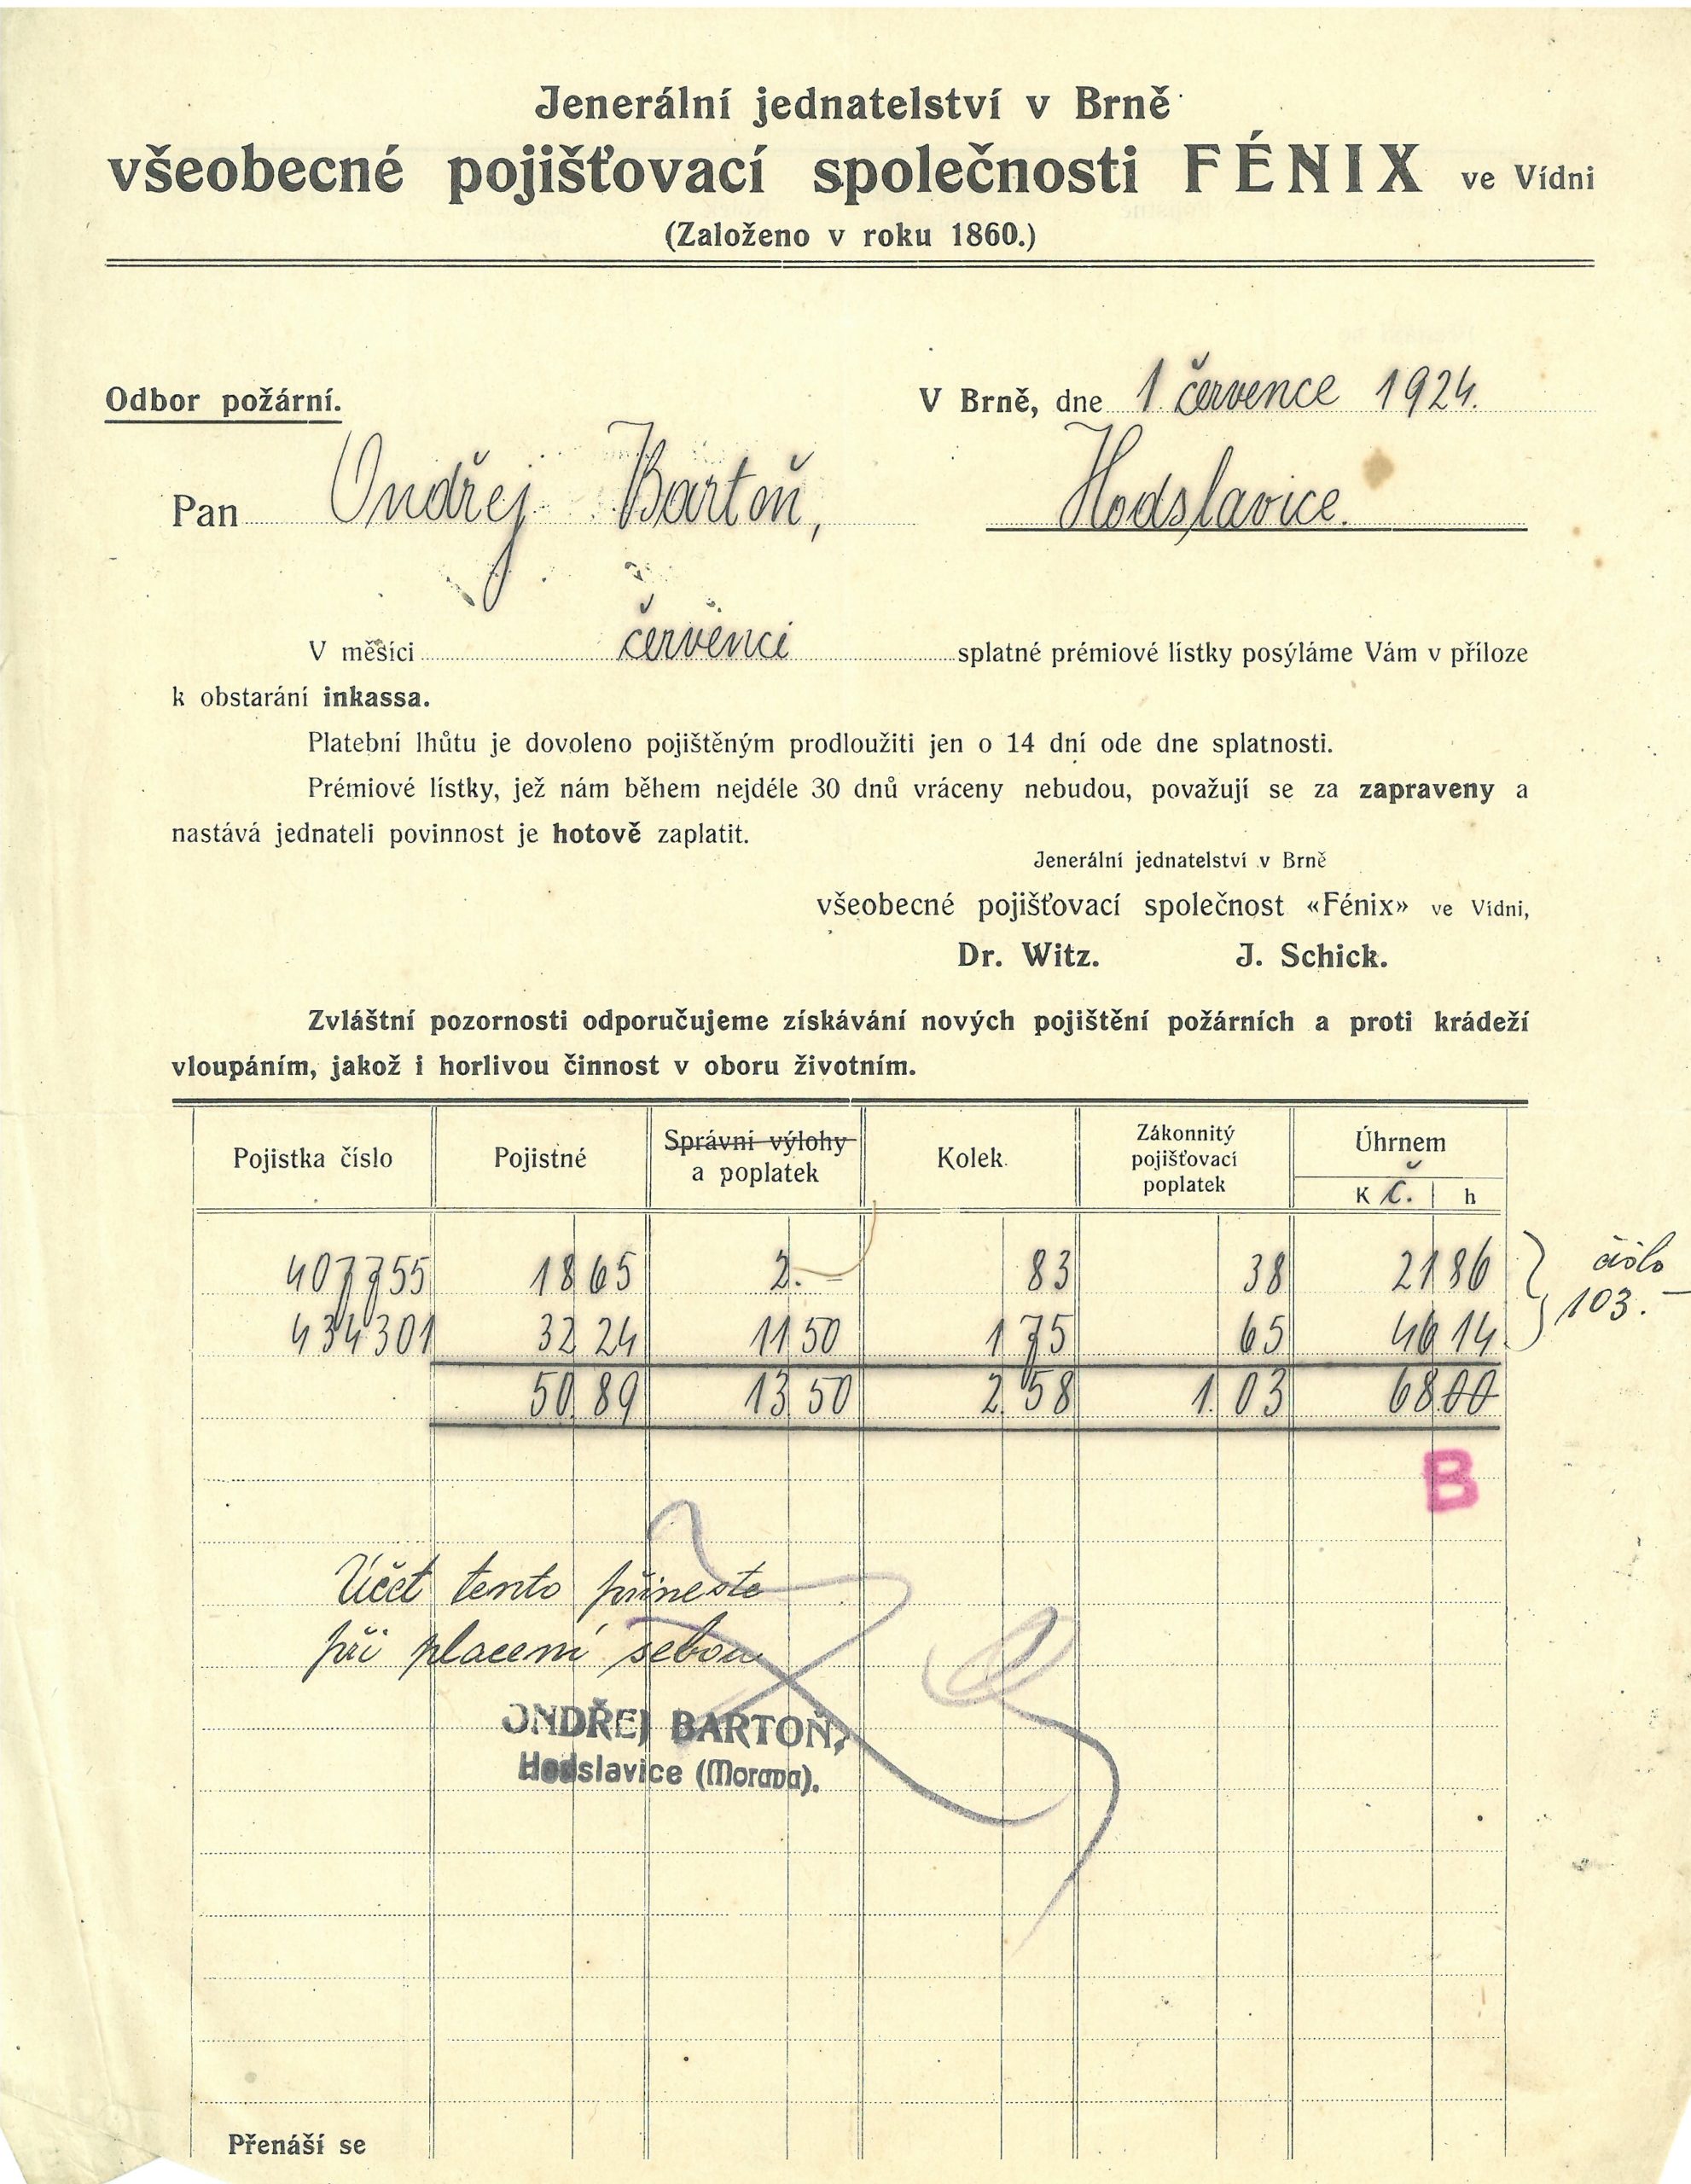 Jenerální jednatelství v Brně
všeobecné pojišťovací společnosti FÉNIX ve Vídni
(Založeno v roku 1860.)
Odbor požární.
V Brně, dne 1. července 1924.
Pan Ondřej Bartoň, Hodslavice.
V měsíci červenci splatné prémiové lístky posýláme Vám v příloze
k obstarání inkassa.
Platební lhůtu je dovoleno pojištěným prodloužiti jen o 14 dní ode dne splatnosti.
Prémiové lístky, jež nám během nejdéle 30 dnů vráceny nebudou, považují se za zapraveny a
nastává jednateli povinnost je hotově zaplatit.
Jenerální jednatelství v Brně
všeobecné pojišťovací společnost «Fénix» ve Vídni,
Dr. Witz. J. Schick.
Zvláštní pozornosti odporučujeme získávání nových pojištění požárních a proti krádeží
vloupáním, jakož i horlivou činnost v oboru životním.
Pojistka číslo Pojistné Správní výlohy a poplatek Kolek Zákonnitý pojišťovací poplatek Úhrnem
K č. h
407755 18 65 2.— 83 38 21 86
434301 32 24 11 50 1 75 65 46 14
50 89 13 50 2 58 1. 03 68.00
číslo
103.—
B
Účet tento přineste
při placení sebou
ONDŘEJ BARTOŇ,
Hodslavice (Morava).
Přenáší se